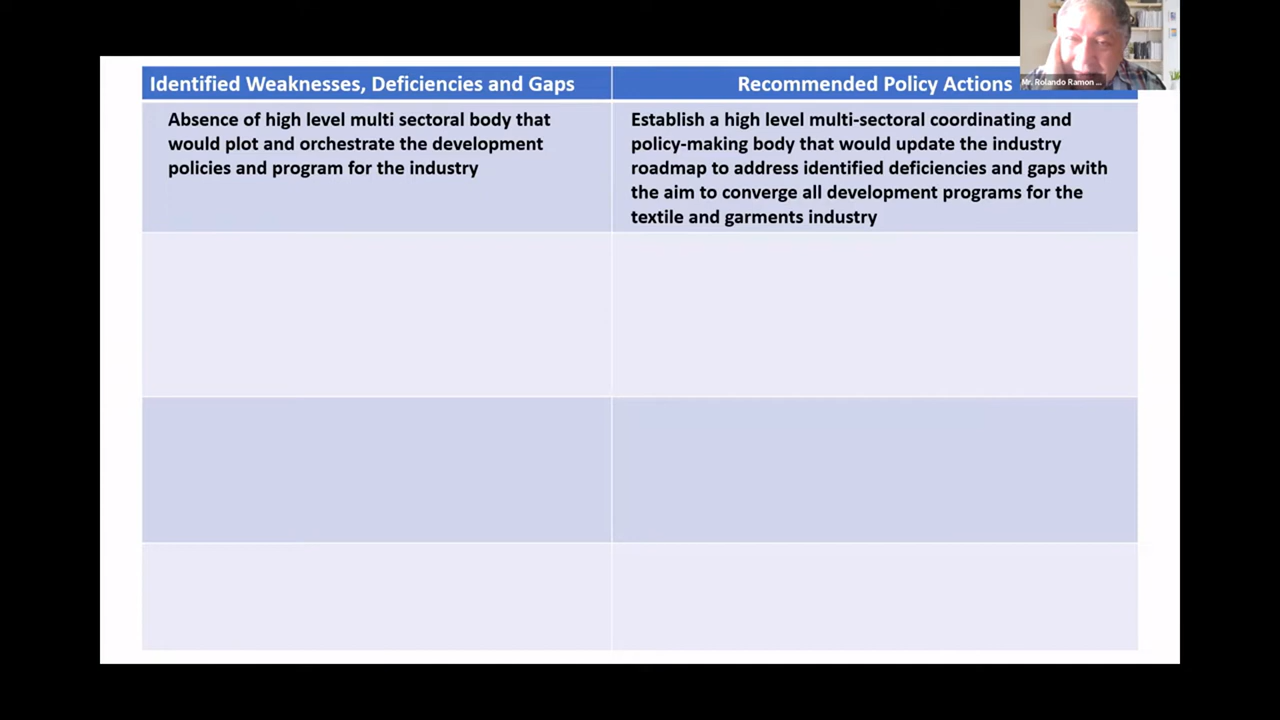 Identified Weaknesses, Deficiencies and Gaps
Recommended Policy Actions
Absence of high level multi sectoral body that
would plot and orchestrate the development
policies and program for the industry
Establish a high level multi-sectoral coordinating and
policy-making body that would update the industry
roadmap to address identified deficiencies and gaps with
the aim to converge all development programs for the
textile and garments industry
Mr. Rolando Ramon ...